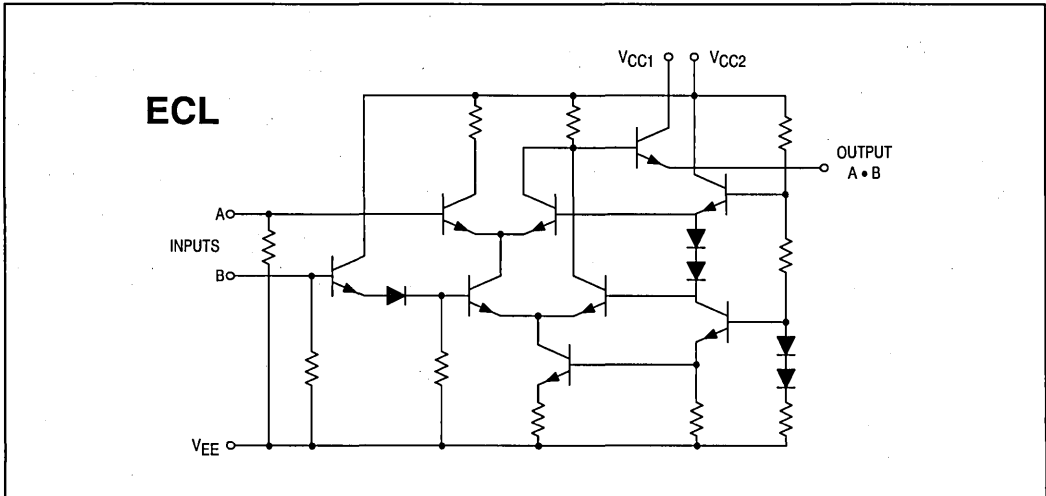 VCC1
VCC2
ECL
OUTPUT
A • B
A
INPUTS
B
VEE